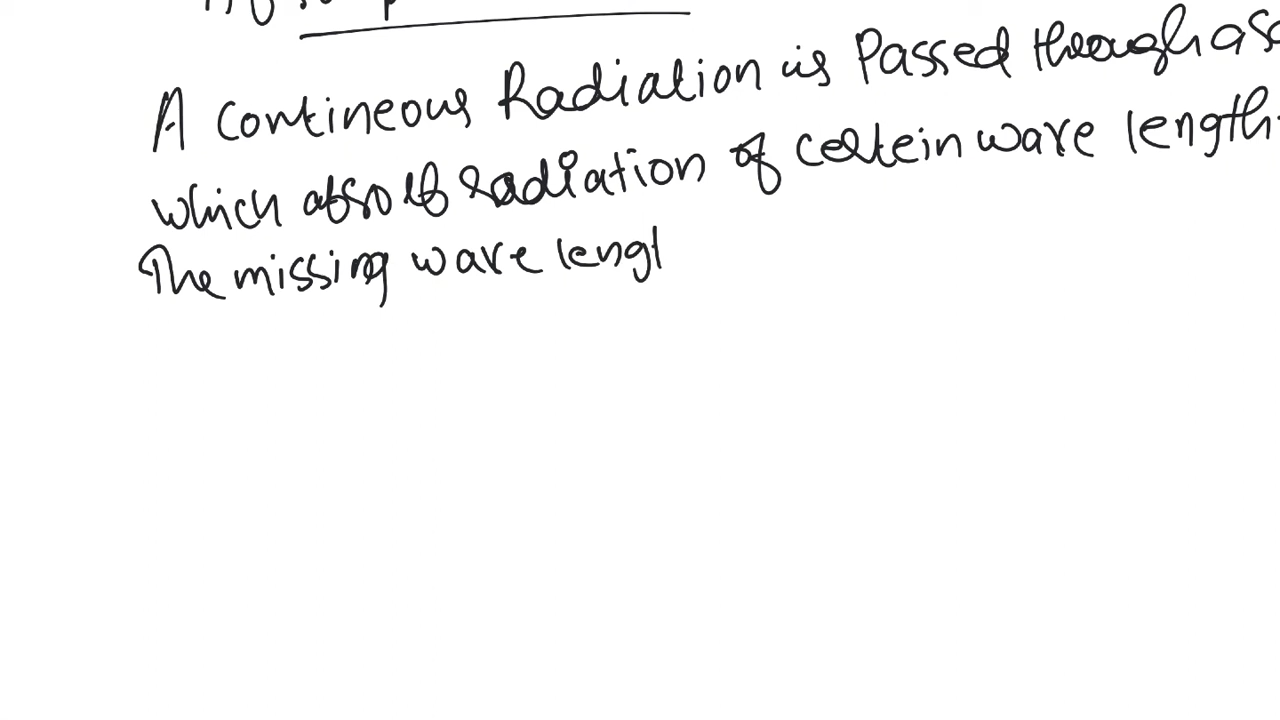 A contineous Radiation is Passed through a
which absorb radiation of certein wave length.
The missing wave lengt